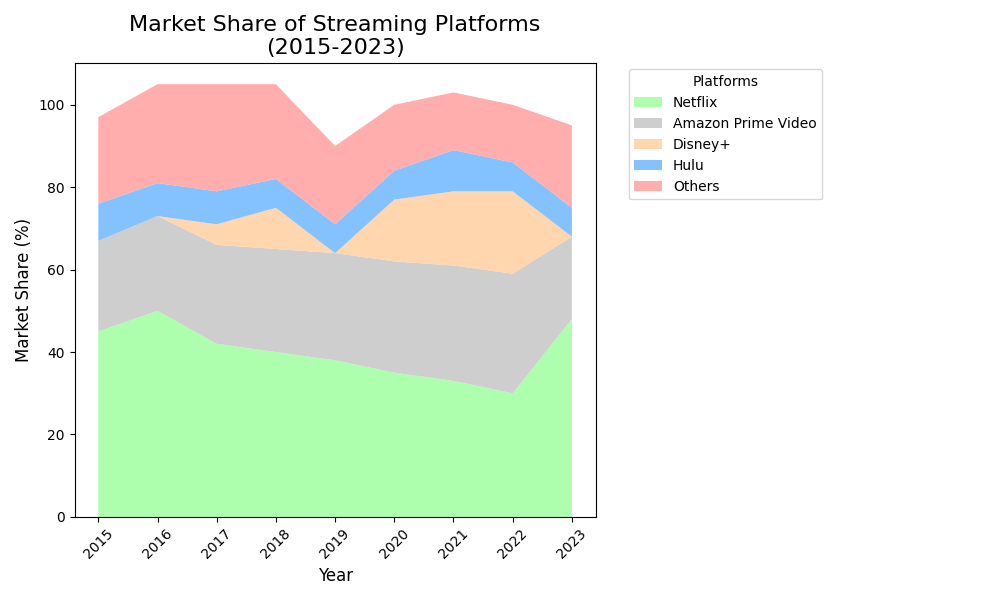 Market Share of Streaming Platforms
(2015-2023)
Platforms
Netflix
Amazon Prime Video
Disney+
Hulu
Others
Market Share (%)
100
80
60
40
20
0
2015
2016
2017
2018
2019
2020
2021
2022
2023
Year